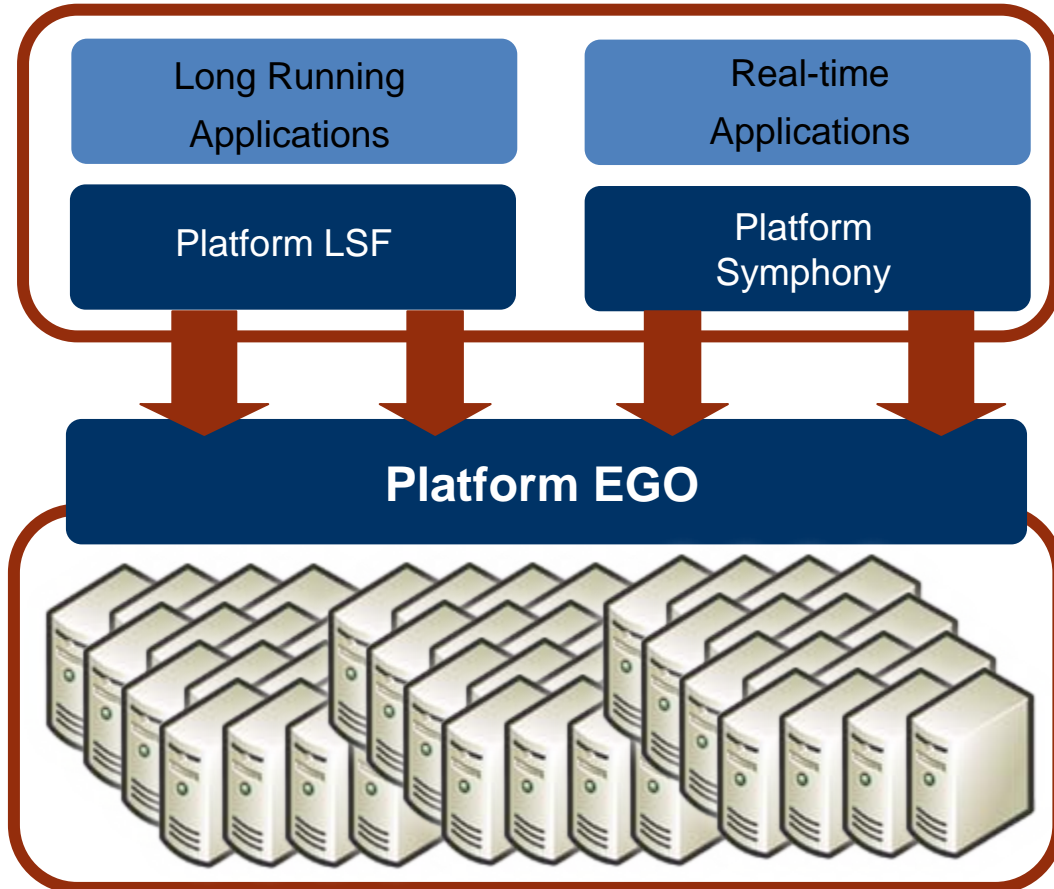 Long Running
Applications
Real-time
Applications
Platform LSF
Platform
Symphony
Platform EGO